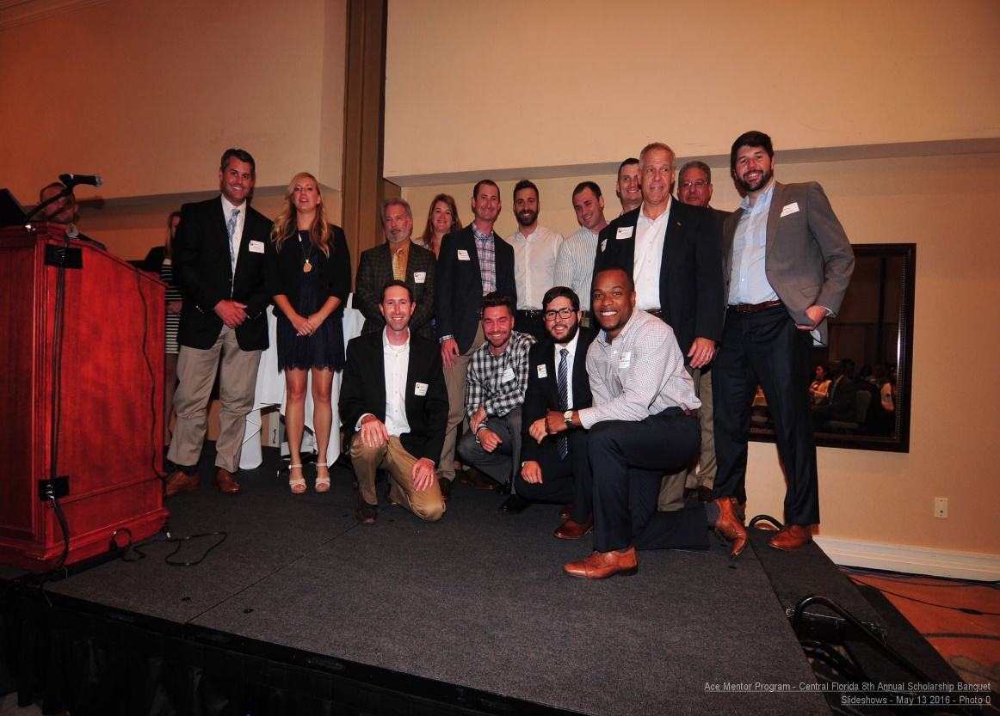 Ace Mentor Program - Central Florida 8th Annual Scholarship Banquet
Slideshows - May 13 2016 - Photo 0